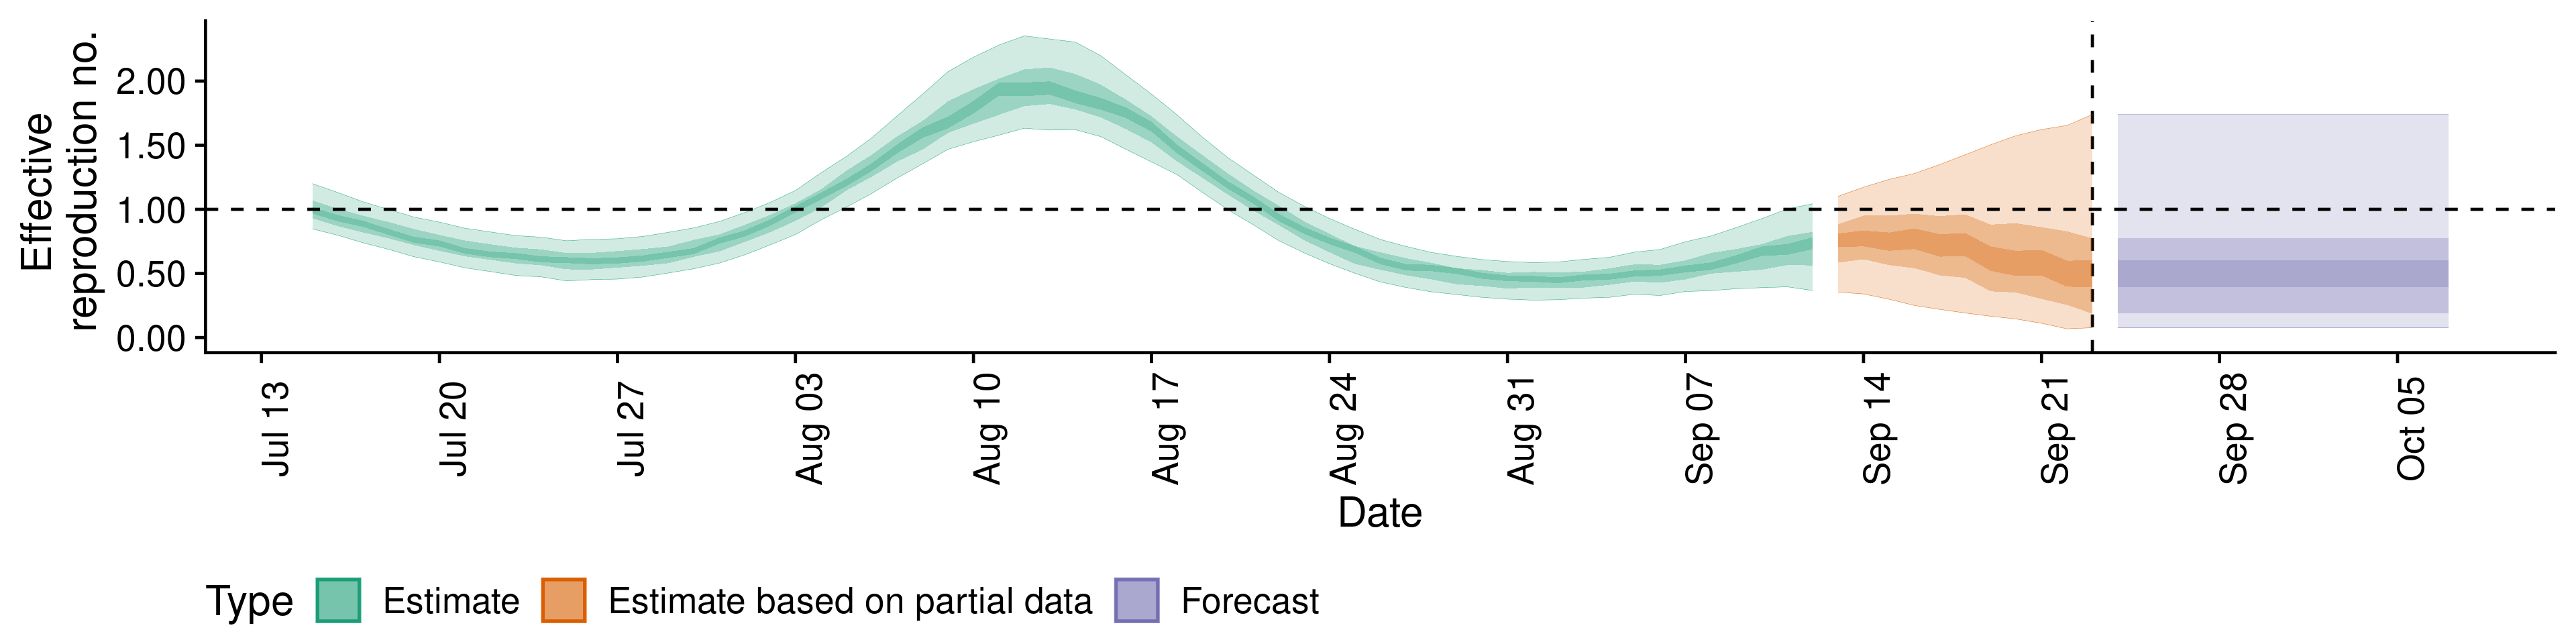 Effective
reproduction no.
2.00
1.50
1.00
0.50
0.00
Jul 13
Jul 20
Jul 27
Aug 03
Aug 10
Aug 17
Aug 24
Aug 31
Sep 07
Sep 14
Sep 21
Sep 28
Oct 05
Date
Type Estimate Estimate based on partial data Forecast